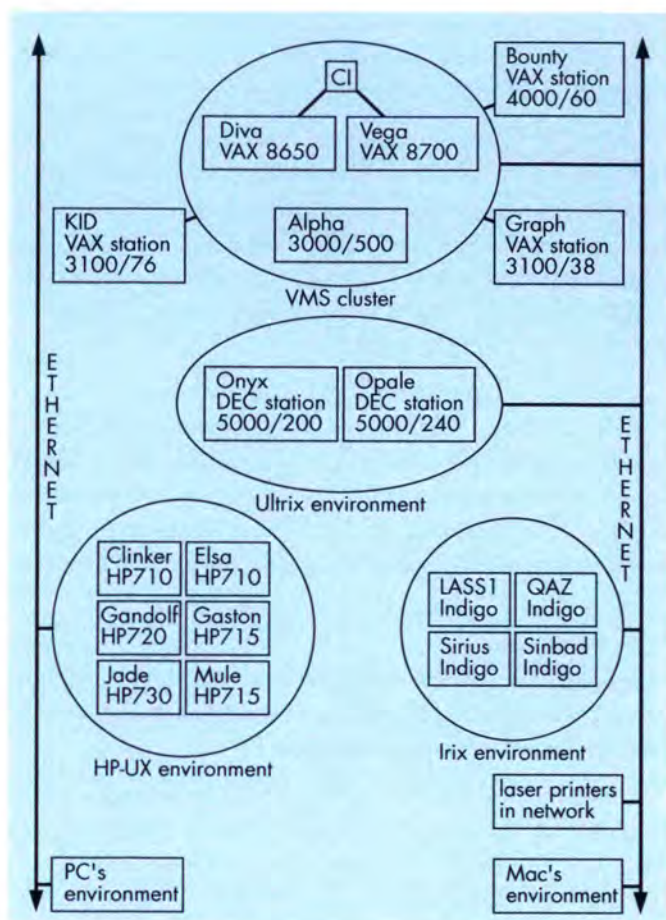 CI
Diva
VAX 8650
Vega
VAX 8700
Bounty
VAX station
4000/60
KID
VAX station
3100/76
Alpha
3000/500
Graph
VAX station
3100/38
VMS cluster
ETHERNET
Onyx
DEC station
5000/200
Opale
DEC station
5000/240
Ultrix environment
ETHERNET
Clinker
HP710
Elsa
HP710
Gandolf
HP720
Gaston
HP715
Jade
HP730
Mule
HP715
HP-UX environment
LASS1
Indigo
QAZ
Indigo
Sirius
Indigo
Sinbad
Indigo
Irix environment
laser printers
in network
PC's
environment
Mac's
environment